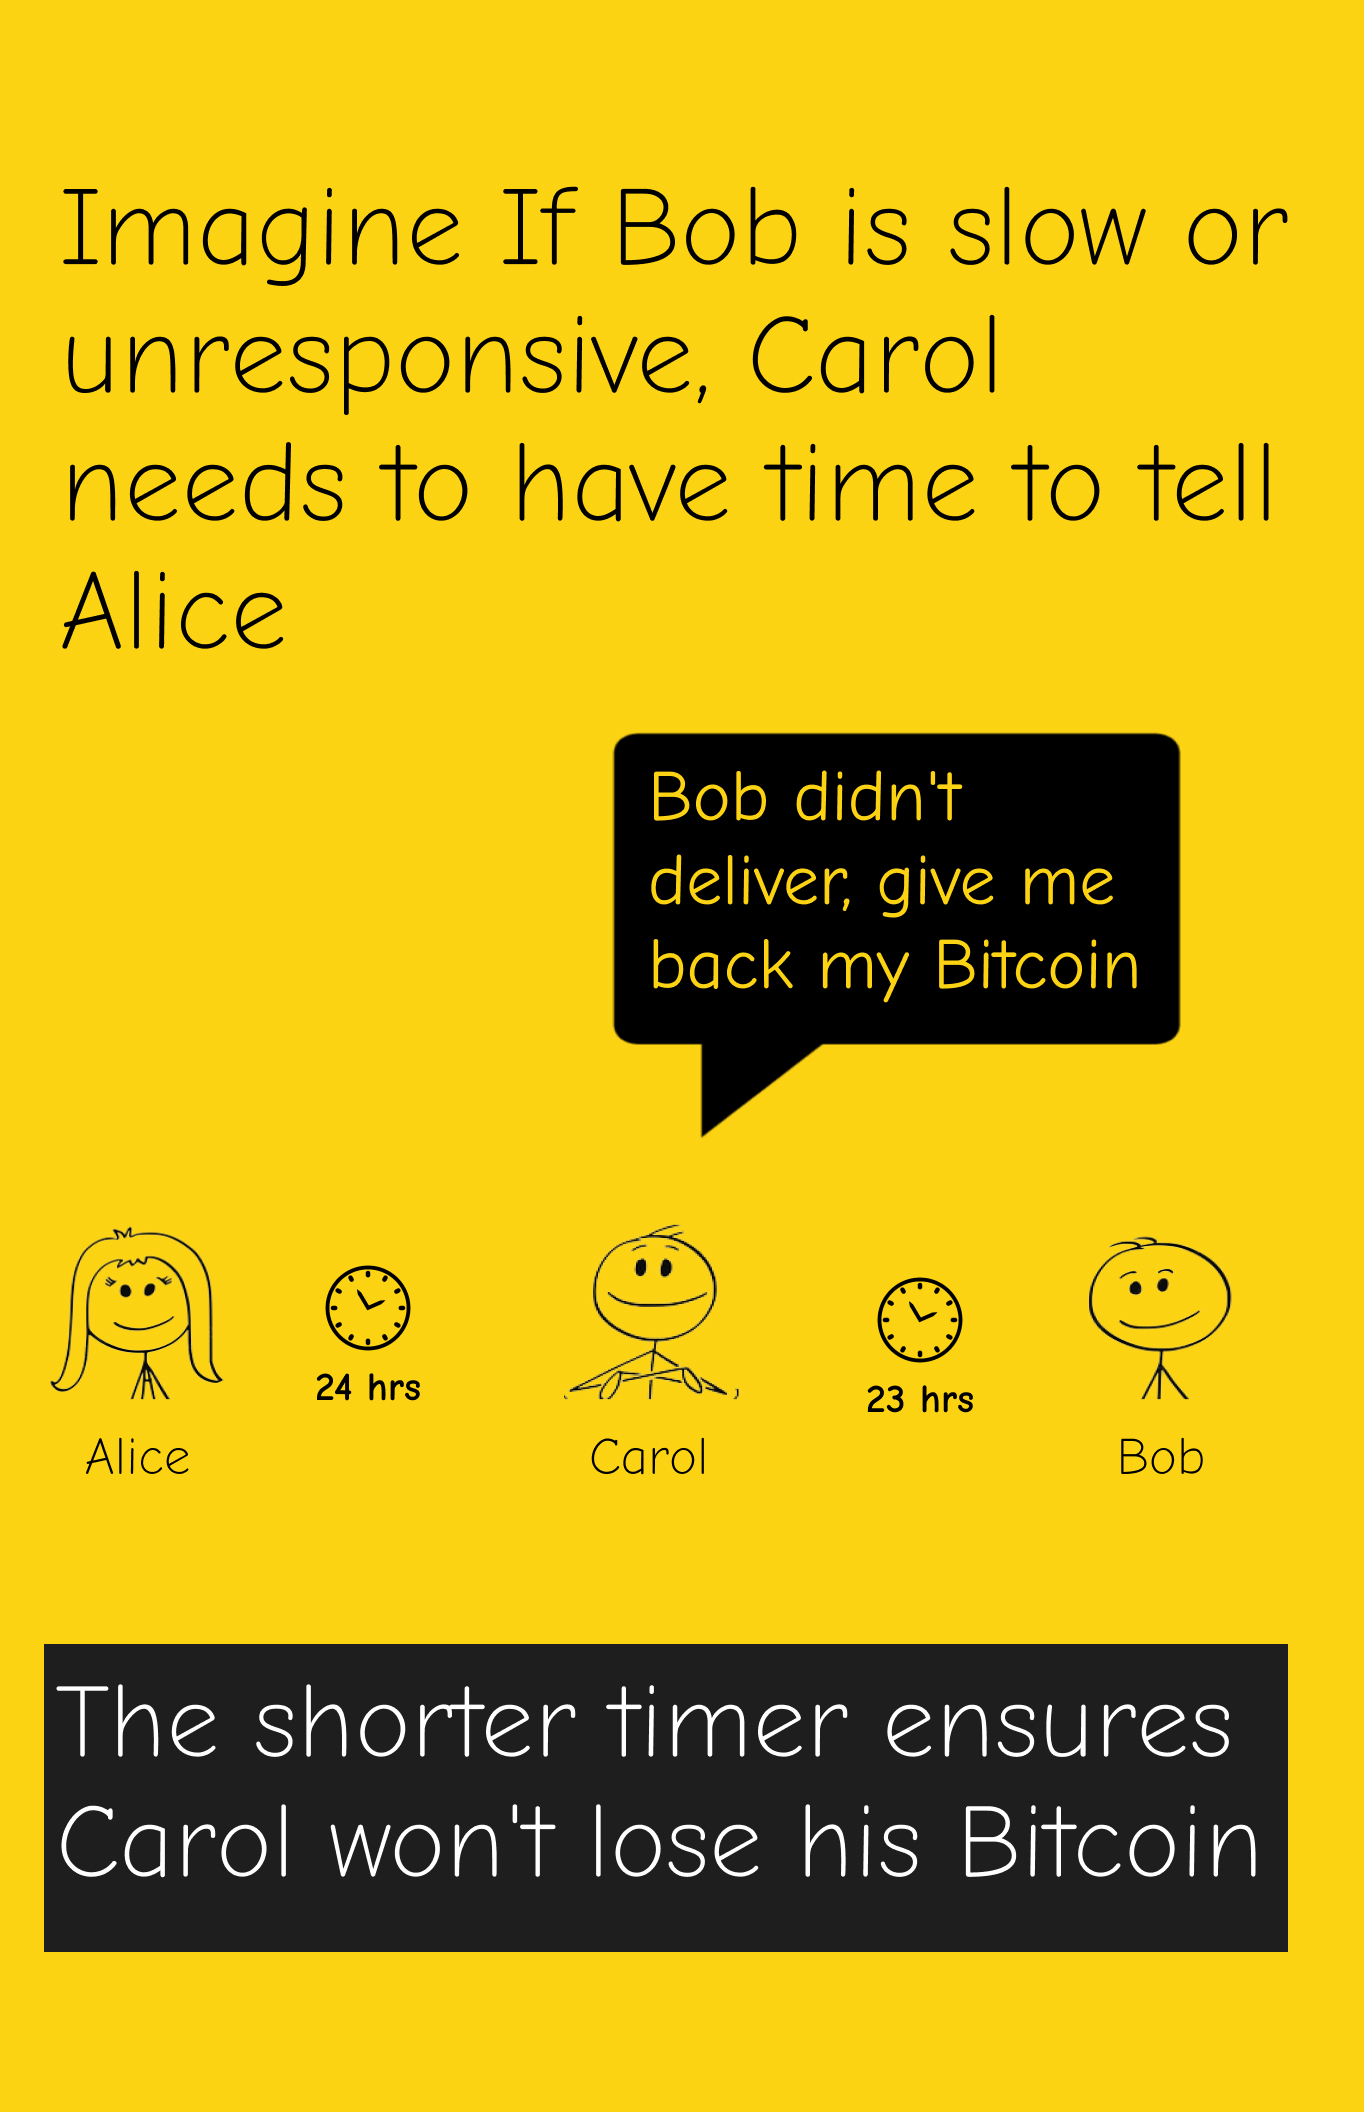 Imagine If Bob is slow or
unresponsive, Carol
needs to have time to tell
Alice
Bob didn't
deliver, give me
back my Bitcoin
24 hrs
23 hrs
Alice
Carol
Bob
The shorter timer ensures
Carol won't lose his Bitcoin